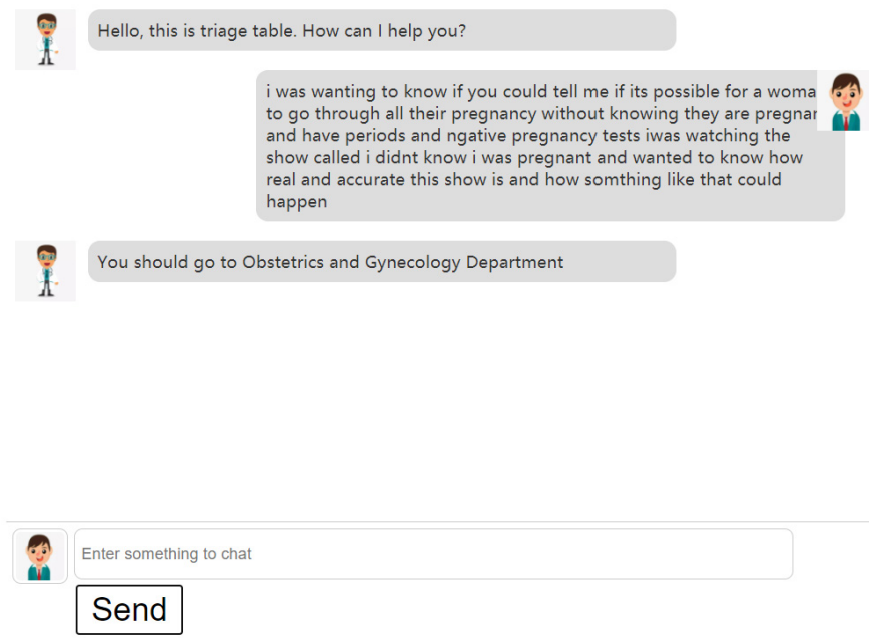 Hello, this is triage table. How can I help you?
i was wanting to know if you could tell me if its possible for a woma
to go through all their pregnancy without knowing they are pregnar
and have periods and ngative pregnancy tests iwas watching the
show called i didnt know i was pregnant and wanted to know how
real and accurate this show is and how somthing like that could
happen
You should go to Obstetrics and Gynecology Department
Enter something to chat
Send